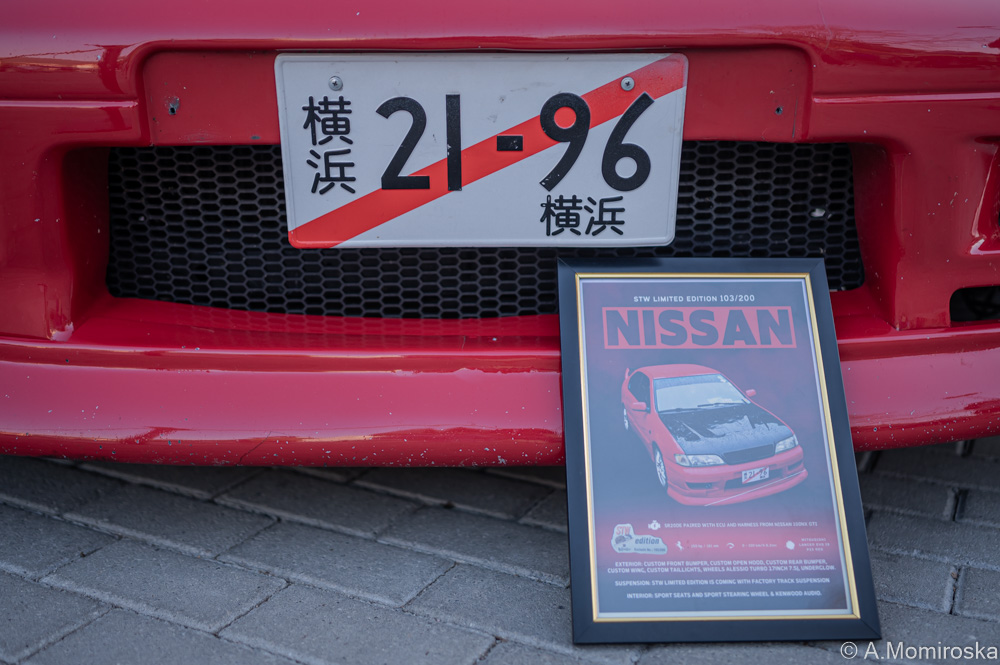 横浜
21-96
横浜
STW LIMITED EDITION 103/200
NISSAN
21-96
SR20DE PAIRED WITH ECU AND HARNESS FROM NISSAN
edition
EXTERIOR: CUSTOM FRONT BUMPER, CUSTOM OPEN HOOD, CUSTOM REAR BUMPER,
CUSTOM WING, CUSTOM TAILLIGHTS, WHEELS ALESSIO TURBO 17INCH 7.5J, UNDERGLOW.
SUSPENSION: STW LIMITED EDITION IS COMING WITH FACTORY TRACK SUSPENSION
INTERIOR: SPORT SEATS AND SPORT STEARING WHEEL & KENWOOD AUDIO.
© A.Momiroska